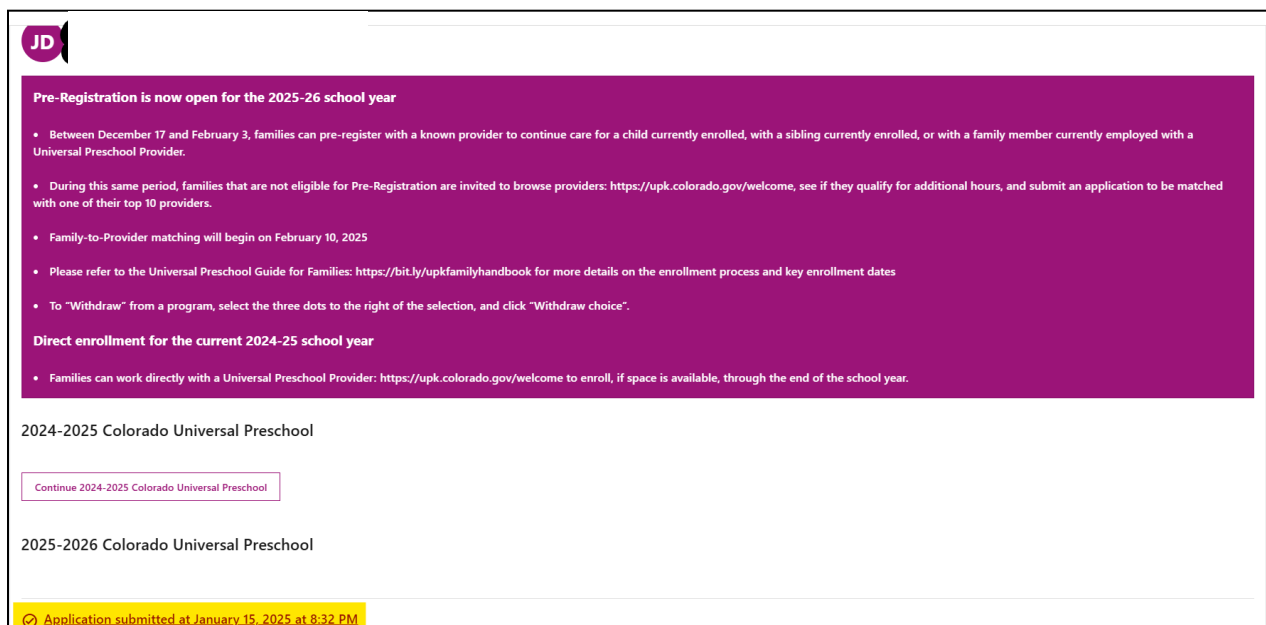 JD
Pre-Registration is now open for the 2025-26 school year
• Between December 17 and February 3, families can pre-register with a known provider to continue care for a child currently enrolled, with a sibling currently enrolled, or with a family member currently employed with a
Universal Preschool Provider.
• During this same period, families that are not eligible for Pre-Registration are invited to browse providers: https://upk.colorado.gov/welcome, see if they qualify for additional hours, and submit an application to be matched
with one of their top 10 providers.
• Family-to-Provider matching will begin on February 10, 2025
• Please refer to the Universal Preschool Guide for Families: https://bit.ly/upkfamilyhandbook for more details on the enrollment process and key enrollment dates
• To “Withdraw” from a program, select the three dots to the right of the selection, and click “Withdraw choice”.
Direct enrollment for the current 2024-25 school year
• Families can work directly with a Universal Preschool Provider: https://upk.colorado.gov/welcome to enroll, if space is available, through the end of the school year.
2024-2025 Colorado Universal Preschool
Continue 2024-2025 Colorado Universal Preschool
2025-2026 Colorado Universal Preschool
Application submitted at January 15, 2025 at 8:32 PM